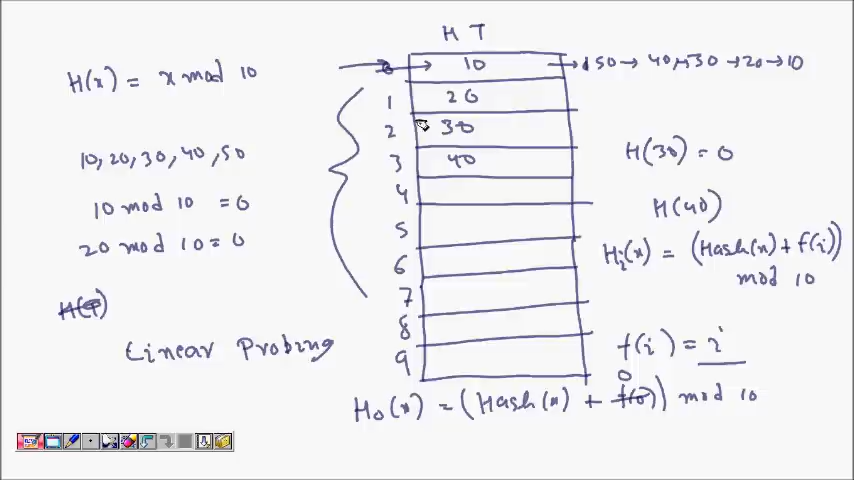 HT
H(x) = x mod 10
0 → 10 → 50 → 40 → 30 → 20 → 10
1 20
2 30
3 40
4
5
6
7
8
9
10, 20, 30, 40, 50
10 mod 10 = 0
20 mod 10 = 0
Linear Probing
H(30) = 0
H(40)
Hi(x) = (Hash(x) + f(i))
mod 10
f(i) = i
0
H0(x) = (Hash(x) + f(0)) mod 10